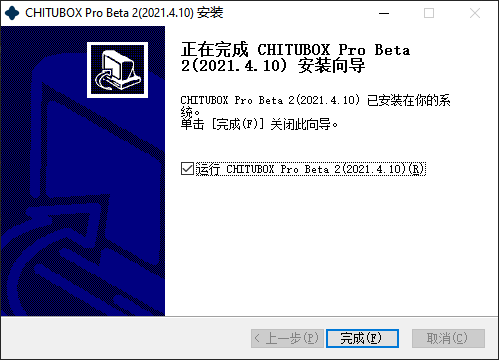 CHITUBOX Pro Beta 2(2021.4.10) 安装
正在完成 CHITUBOX Pro Beta
2(2021.4.10) 安装向导
CHITUBOX Pro Beta 2(2021.4.10) 已安装在你的系
统。
单击 [完成(F)] 关闭此向导。
运行 CHITUBOX Pro Beta 2(2021.4.10)(R)
< 上一步(P)
完成(F)
取消(C)